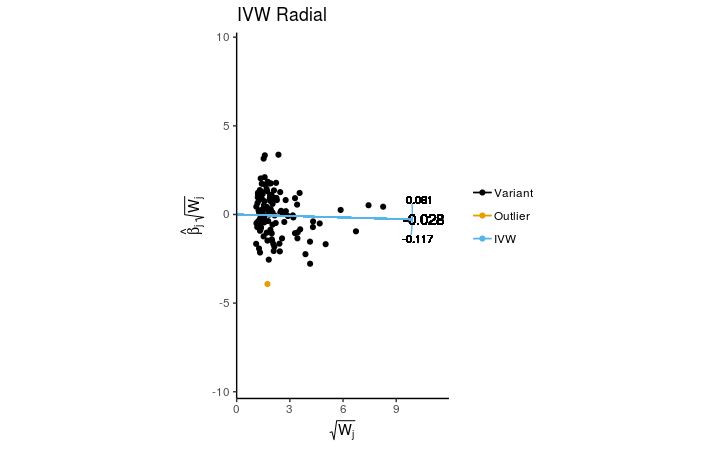 IVW Radial
10
5
0
-5
-10
β̂j√Wj
0.081
-0.028
-0.117
Variant
Outlier
IVW
0 3 6 9
√Wj